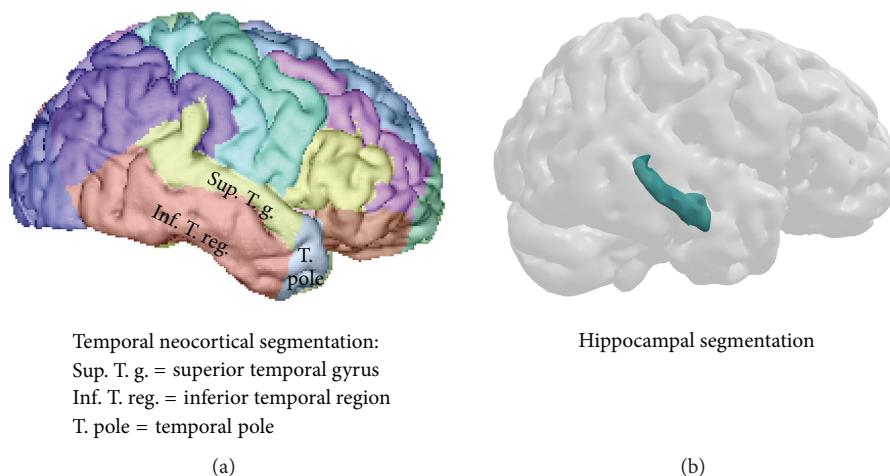 Sup. T. g.
Inf. T. reg.
T.
pole
Temporal neocortical segmentation:
Sup. T. g. = superior temporal gyrus
Inf. T. reg. = inferior temporal region
T. pole = temporal pole
(a)
Hippocampal segmentation
(b)